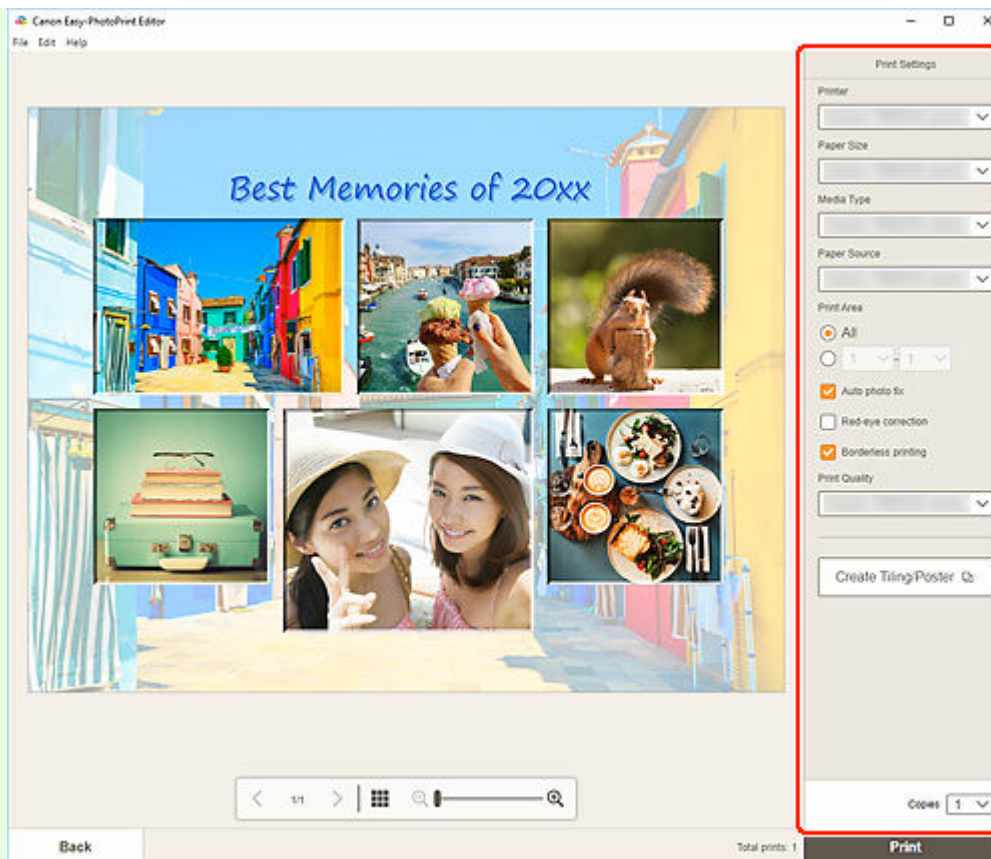 Canon Easy-PhotoPrint Editor
File Edit Help
Print Settings
Printer
Paper Size
Media Type
Paper Source
Print Area
All
1 - 1
Auto photo fix
Red-eye correction
Borderless printing
Print Quality
Create Tiling/Poster
Best Memories of 20xx
1/1
Copies 1
Back
Total prints: 1
Print